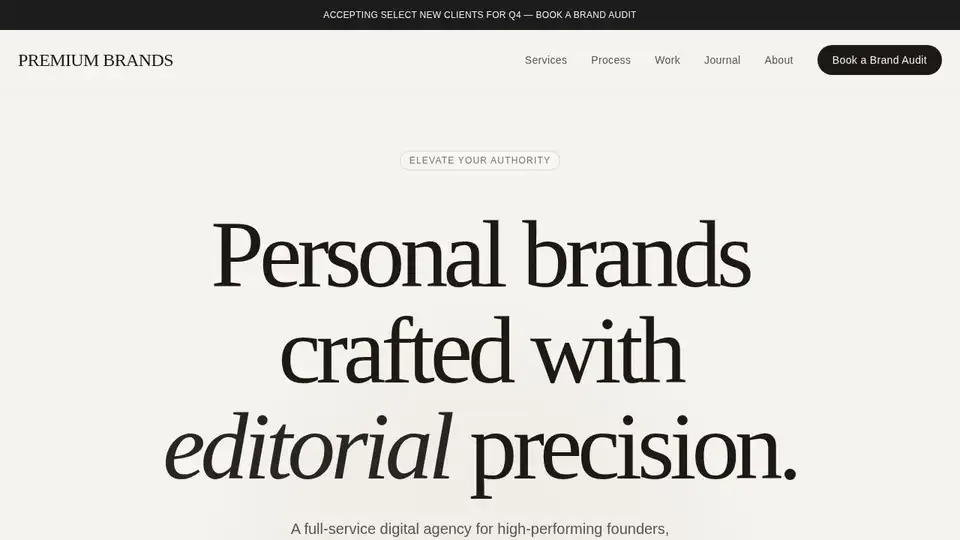 ACCEPTING SELECT NEW CLIENTS FOR Q4 — BOOK A BRAND AUDIT
PREMIUM BRANDS
Services
Process
Work
Journal
About
Book a Brand Audit
ELEVATE YOUR AUTHORITY
Personal brands
crafted with
editorial precision.
A full-service digital agency for high-performing founders,